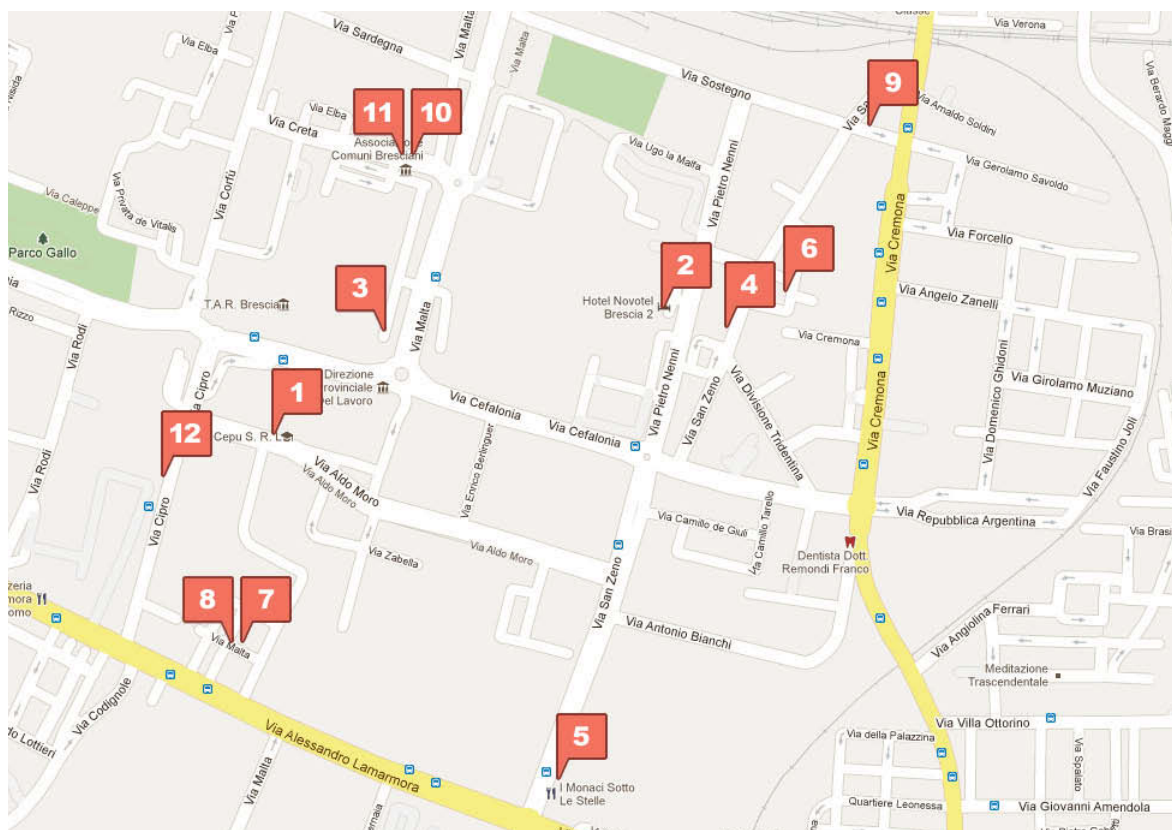 Via Verona
Via Elba
Via Sardegna
Via Malta
Via Malta
Via Sostegno
Via Berardo Maggi
9
Via Arnaldo Soldini
11
10
Via Elba
Via Creta
Associazione
Comuni Bresciani
Via Ugo la Malfa
Via Pietro Nenni
Via Gerolamo Savoldo
Via Corfù
Via Privata de Vitalis
Via Caleppe
Parco Gallo
Via Cremona
Via Forcello
6
2
4
3
T.A.R. Brescia
Hotel Novotel
Brescia 2
Via Malta
Via Angelo Zanelli
Rizzo
Via Rodi
Via Cremona
Direzione
Provinciale
Del Lavoro
Via Cipro
1
Via Pietro Nenni
Via San Zeno
Via Divisione Tridentina
Via Cremona
Via Domenico Ghidoni
Via Girolamo Muziano
Via Faustino Joli
Via Cefalonia
Via Cefalonia
12
Cepu S. R. L.
Via Rodi
Via Aldo Moro
Via Aldo Moro
Via Enrico Berlinguer
Via Cipro
Via Camillo de Giuli
Via Camillo Tarello
Via Repubblica Argentina
Via Zabella
Via Aldo Moro
Dentista Dott.
Remondi Franco
8
7
Via San Zeno
Via Malta
Via Antonio Bianchi
Via Angiolina Ferrari
Meditazione
Trascendentale
Via Codignole
Via Alessandro Lamarmora
5
Via Villa Ottorino
Via della Palazzina
Via Spalato
Via Malta
I Monaci Sotto
Le Stelle
Quartiere Leonessa
Via Giovanni Amendola